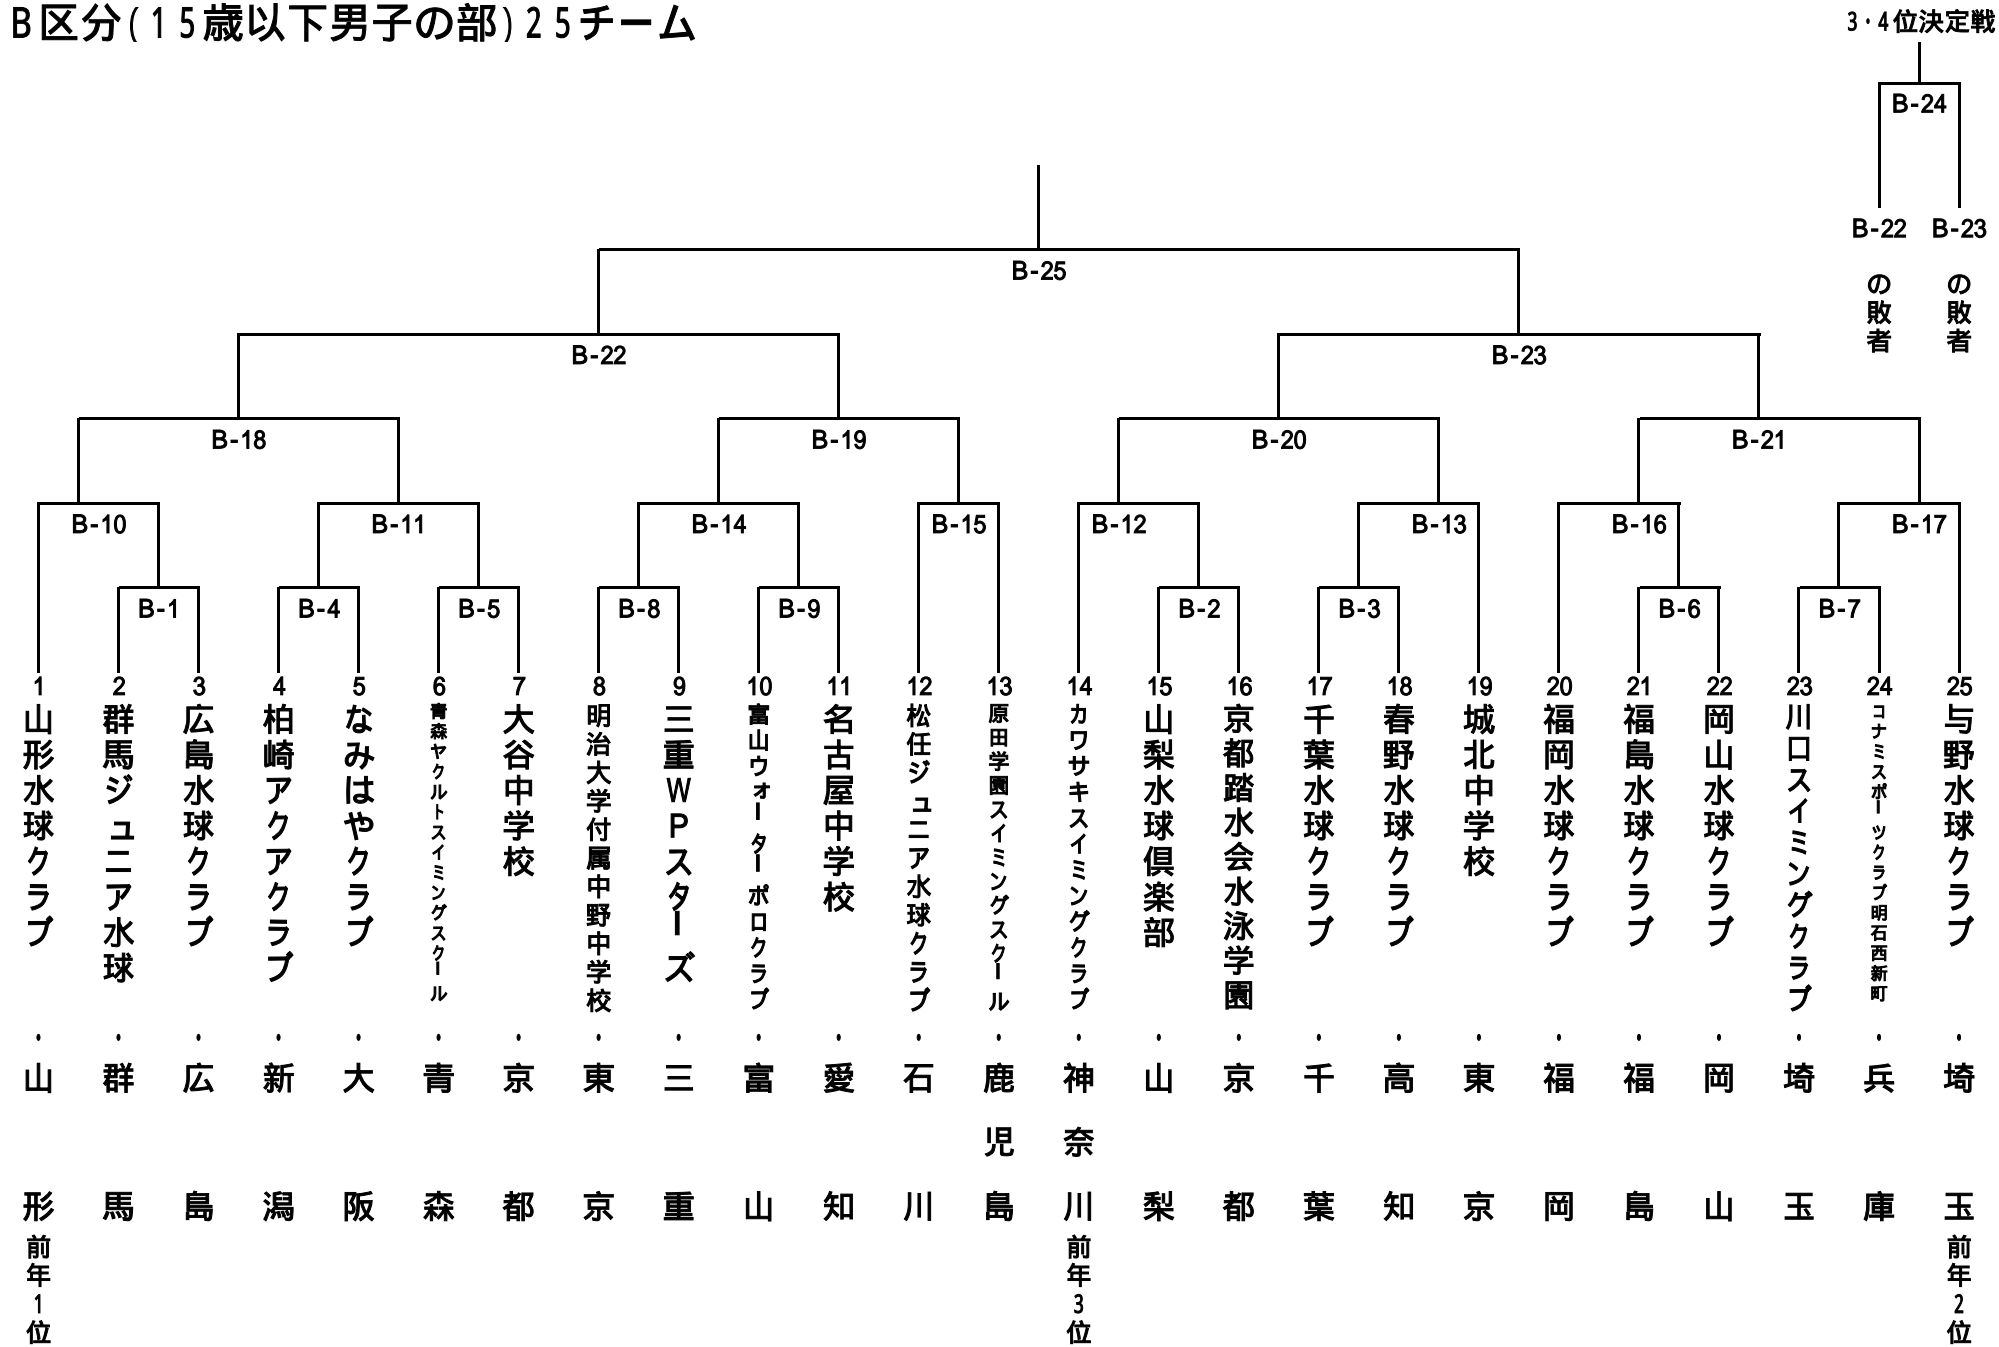 B区分(15歳以下男子の部)25チーム
3・4位決定戦
B-24
B-22の敗者
B-23の敗者
B-25
B-22
B-23
B-18
B-19
B-20
B-21
B-10
B-11
B-14
B-15
B-12
B-13
B-16
B-17
B-1
B-4
B-5
B-8
B-9
B-2
B-3
B-6
B-7
1 山形水球クラブ・山形 前年1位
2 群馬ジュニア水球・群馬
3 広島水球クラブ・広島
4 柏崎アクアクラブ・新潟
5 なみはやクラブ・大阪
6 青森ヤクルトスイミングスクール・青森
7 大谷中学校・京都
8 明治大学付属中野中学校・東京
9 三重WPスターズ・三重
10 富山ウォーターポロクラブ・富山
11 名古屋中学校・愛知
12 松任ジュニア水球クラブ・石川
13 原田学園スイミングスクール・鹿児島
14 カワサキスイミングクラブ・神奈川 前年3位
15 山梨水球倶楽部・山梨
16 京都踏水会水泳学園・京都
17 千葉水球クラブ・千葉
18 春野水球クラブ・高知
19 城北中学校・東京
20 福岡水球クラブ・福岡
21 福島水球クラブ・福島
22 岡山水球クラブ・岡山
23 川口スイミングクラブ・埼玉
24 コナミスポーツクラブ明石西新町・兵庫
25 与野水球クラブ・埼玉 前年2位